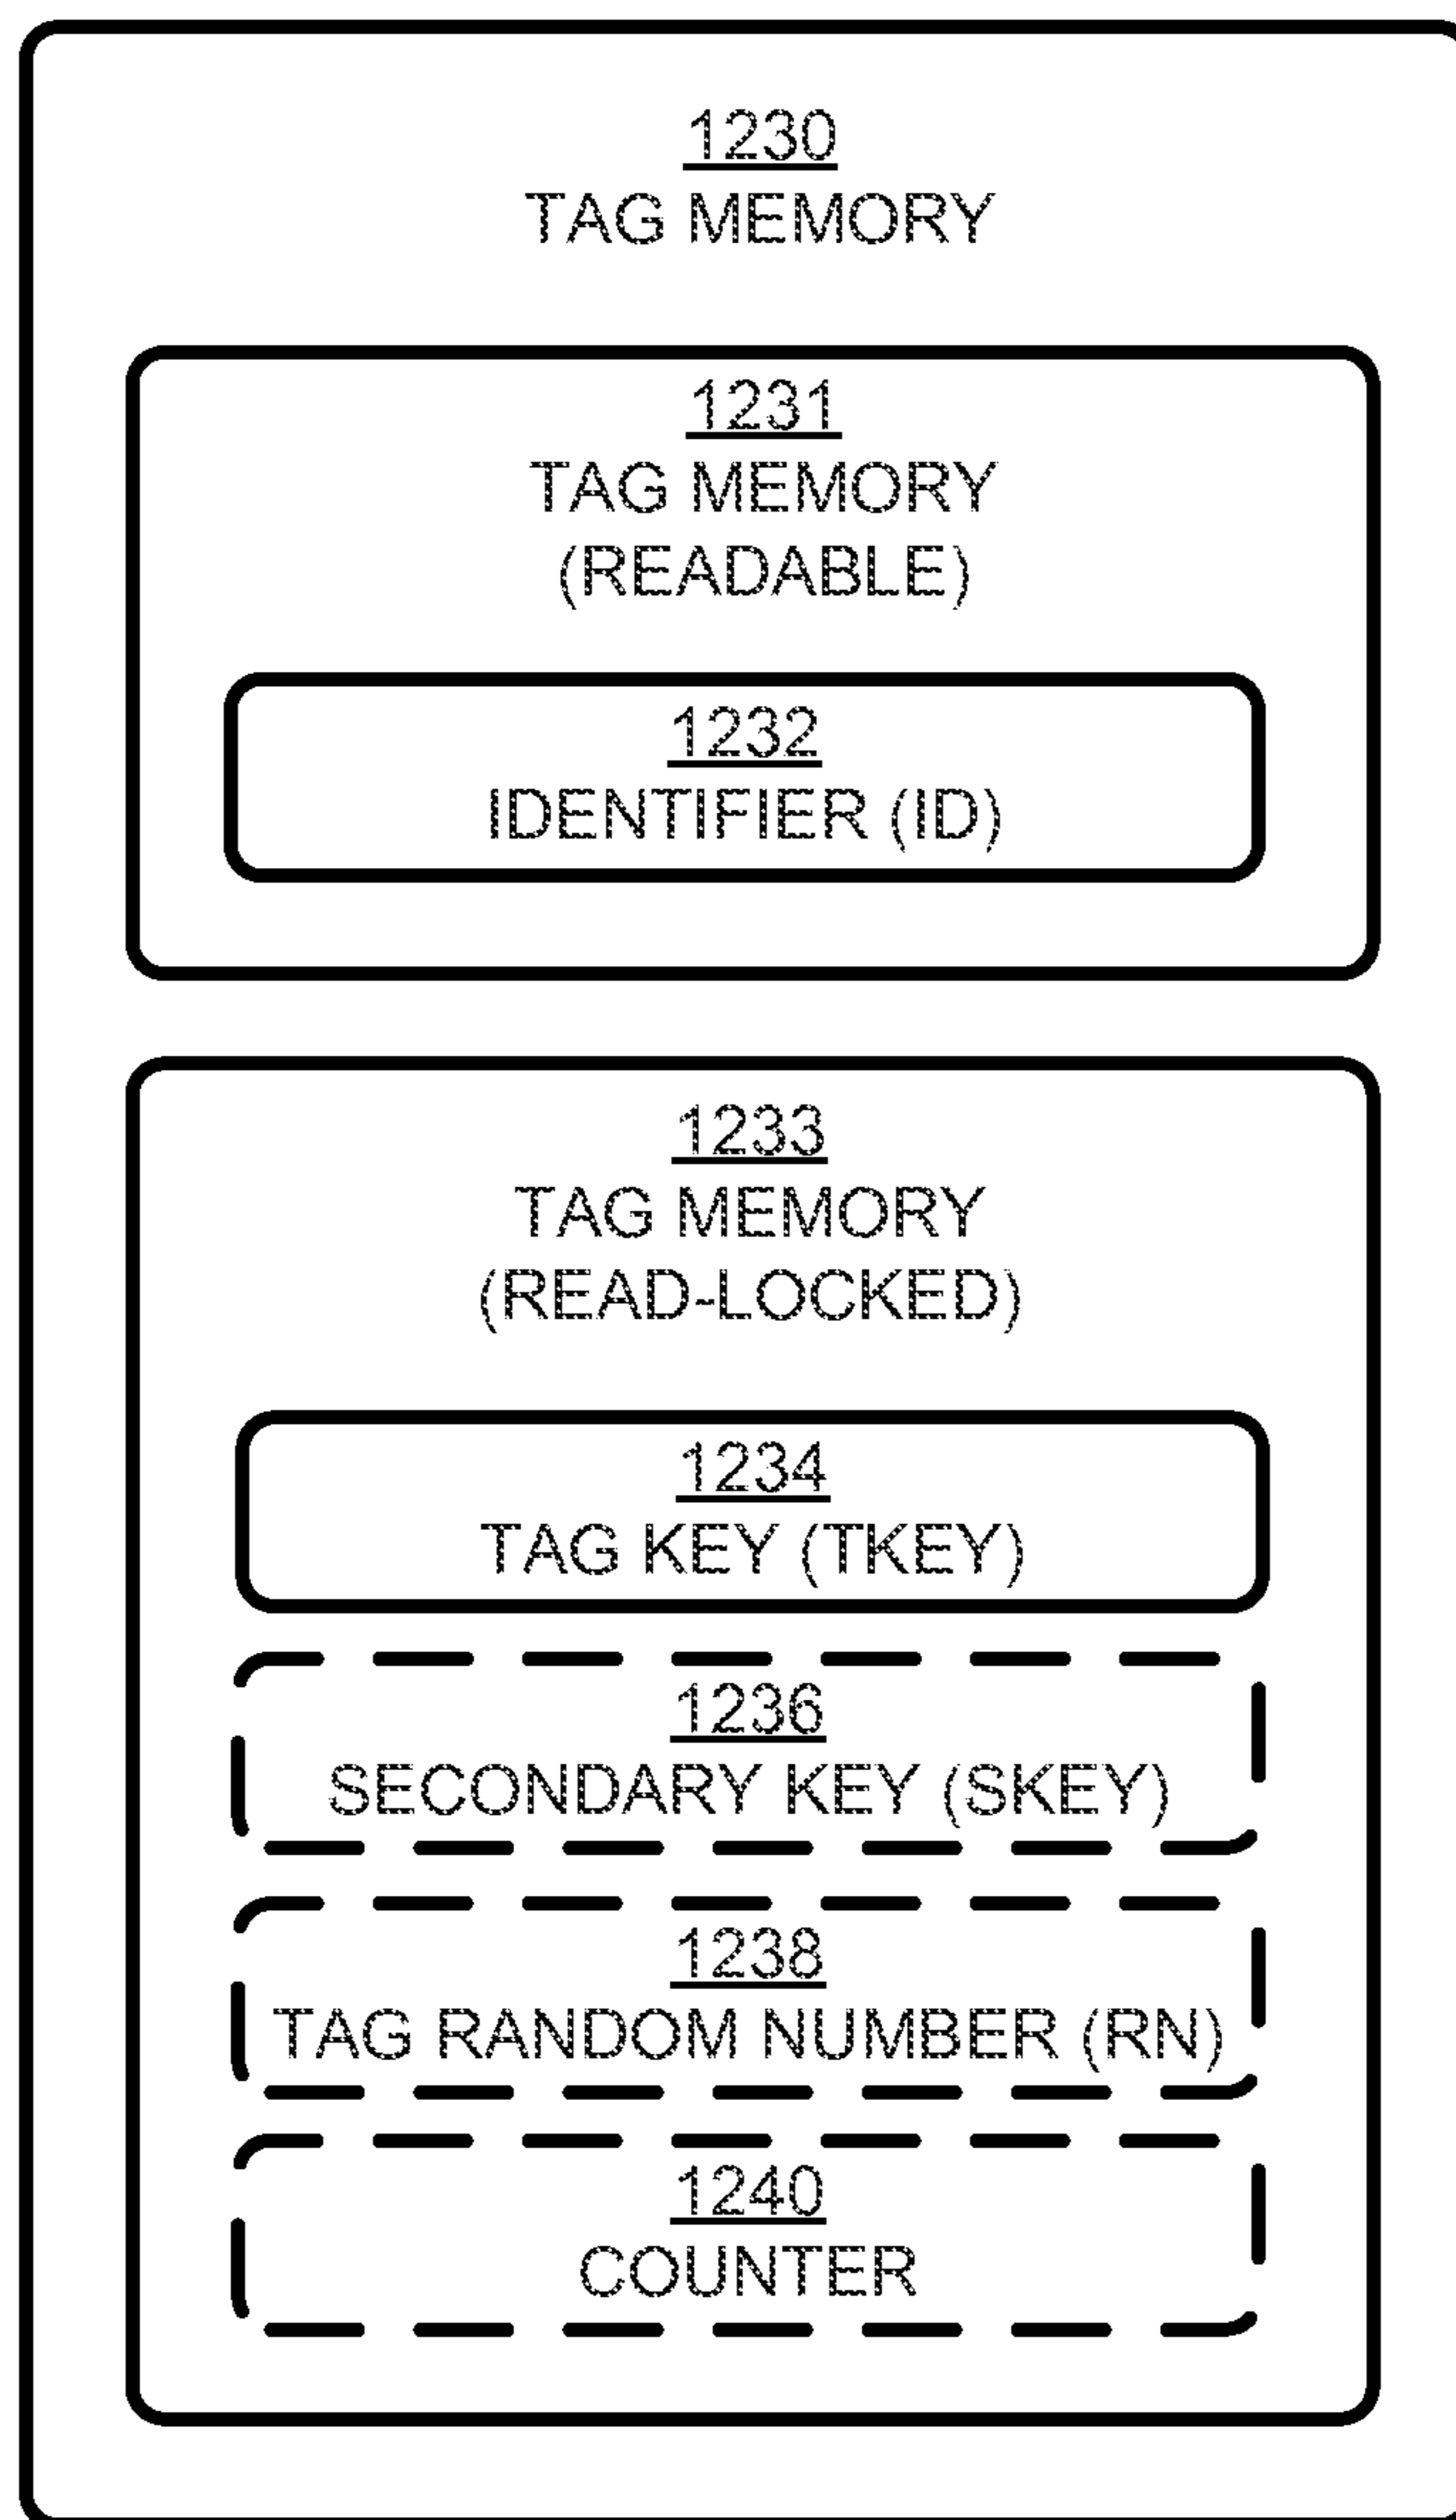 1230
TAG MEMORY
1231
TAG MEMORY
(READABLE)
1232
IDENTIFIER (ID)
1233
TAG MEMORY
(READ-LOCKED)
1234
TAG KEY (TKEY)
1236
SECONDARY KEY (SKEY)
1238
TAG RANDOM NUMBER (RN)
1240
COUNTER